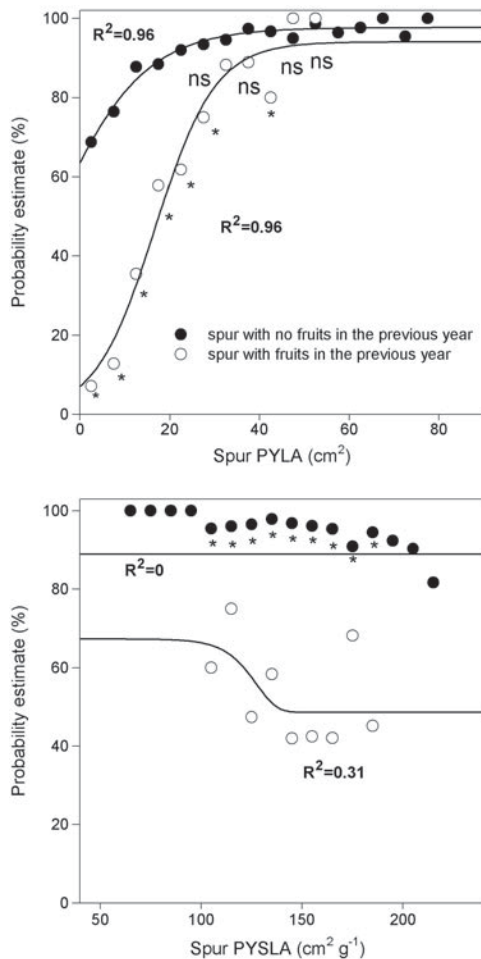 100
R²=0.96
80
ns
ns
ns
ns
*
*
*
*
60
*
R²=0.96
40
*
spur with no fruits in the previous year
20
spur with fruits in the previous year
*
*
0
0 20 40 60 80
Probability estimate (%)
Spur PYLA (cm²)
100
* * * * * * * * *
R²=0
80
60
40
R²=0.31
20
0
50 100 150 200
Probability estimate (%)
Spur PYSLA (cm² g⁻¹)